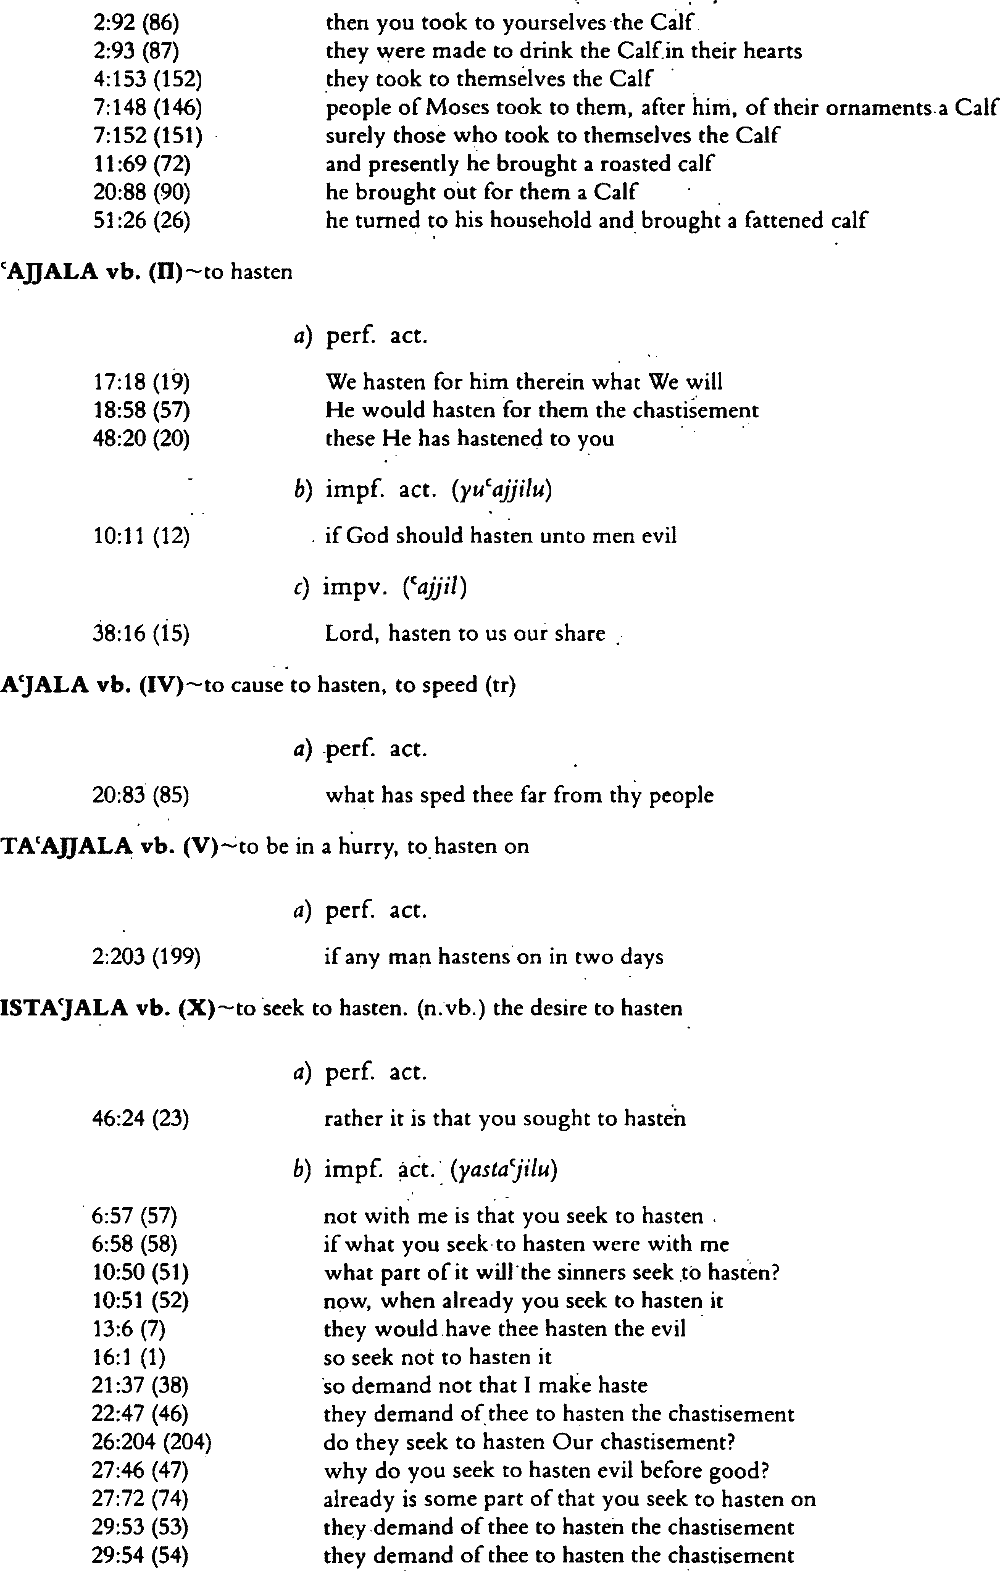 2:92 (86) then you took to yourselves the Calf
2:93 (87) they were made to drink the Calf in their hearts
4:153 (152) they took to themselves the Calf
7:148 (146) people of Moses took to them, after him, of their ornaments a Calf
7:152 (151) surely those who took to themselves the Calf
11:69 (72) and presently he brought a roasted calf
20:88 (90) he brought out for them a Calf
51:26 (26) he turned to his household and brought a fattened calf
ʿAJJALA vb. (II)~to hasten
a) perf. act.
17:18 (19) We hasten for him therein what We will
18:58 (57) He would hasten for them the chastisement
48:20 (20) these He has hastened to you
b) impf. act. (yuʿajjilu)
10:11 (12) if God should hasten unto men evil
c) impv. (ʿajjil)
38:16 (15) Lord, hasten to us our share
AʿJALA vb. (IV)~to cause to hasten, to speed (tr)
a) perf. act.
20:83 (85) what has sped thee far from thy people
TAʿAJJALA vb. (V)~to be in a hurry, to hasten on
a) perf. act.
2:203 (199) if any man hastens on in two days
ISTAʿJALA vb. (X)~to seek to hasten. (n.vb.) the desire to hasten
a) perf. act.
46:24 (23) rather it is that you sought to hasten
b) impf. act. (yastaʿjilu)
6:57 (57) not with me is that you seek to hasten
6:58 (58) if what you seek to hasten were with me
10:50 (51) what part of it will the sinners seek to hasten?
10:51 (52) now, when already you seek to hasten it
13:6 (7) they would have thee hasten the evil
16:1 (1) so seek not to hasten it
21:37 (38) so demand not that I make haste
22:47 (46) they demand of thee to hasten the chastisement
26:204 (204) do they seek to hasten Our chastisement?
27:46 (47) why do you seek to hasten evil before good?
27:72 (74) already is some part of that you seek to hasten on
29:53 (53) they demand of thee to hasten the chastisement
29:54 (54) they demand of thee to hasten the chastisement